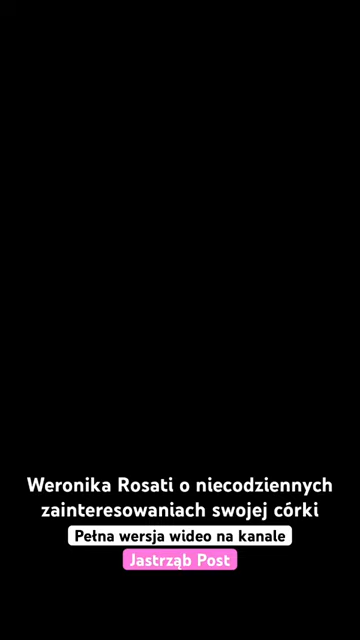 Weronika Rosati o niecodziennych
zainteresowaniach swojej córki
Pełna wersja wideo na kanale
Jastrząb Post